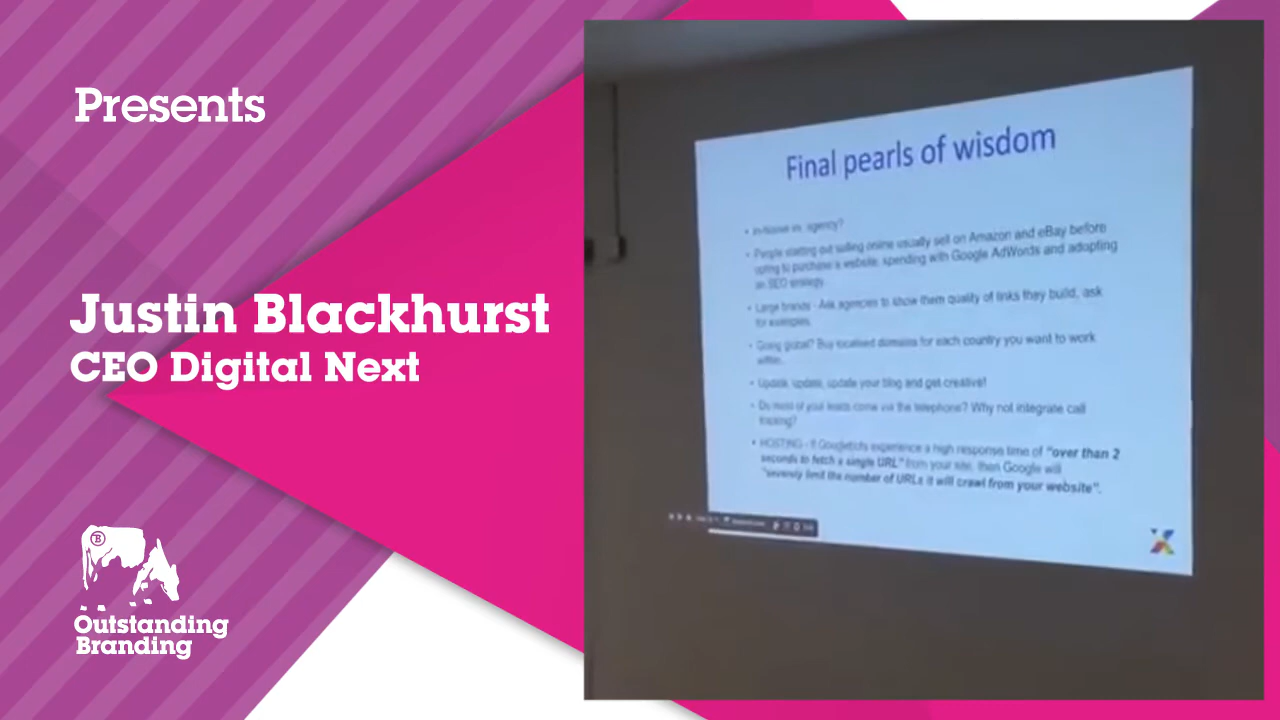 Presents
Justin Blackhurst
CEO Digital Next
B
Outstanding
Branding
Final pearls of wisdom
• In-house vs. agency?
• People starting out selling online usually sell on Amazon and eBay before
opting to purchase a website, spending with Google AdWords and adopting
an SEO strategy.
• Large brands - Ask agencies to show them quality of links they build, ask
for examples.
• Going global? Buy localised domains for each country you want to work
within.
• Update, update, update your blog and get creative!
• Do most of your leads come via the telephone? Why not integrate call
tracking?
• HOSTING - If Googlebots experience a high response time of "over than 2
seconds to fetch a single URL" from your site, then Google will
"severely limit the number of URLs it will crawl from your website".